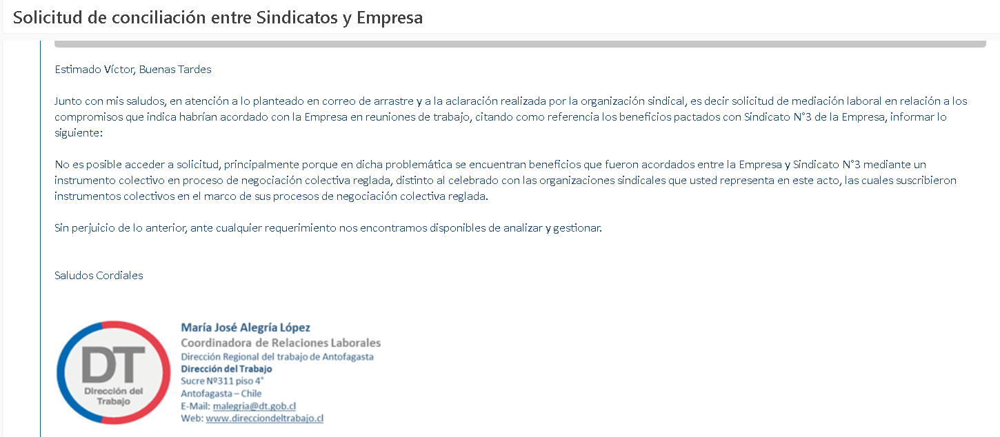 Solicitud de conciliación entre Sindicatos y Empresa
Estimado Víctor, Buenas Tardes
Junto con mis saludos, en atención a lo planteado en correo de arrastre y a la aclaración realizada por la organización sindical, es decir solicitud de mediación laboral en relación a los
compromisos que indica habrían acordado con la Empresa en reuniones de trabajo, citando como referencia los beneficios pactados con Sindicato N°3 de la Empresa, informar lo
siguiente:
No es posible acceder a solicitud, principalmente porque en dicha problemática se encuentran beneficios que fueron acordados entre la Empresa y Sindicato N°3 mediante un
instrumento colectivo en proceso de negociación colectiva reglada, distinto al celebrado con las organizaciones sindicales que usted representa en este acto, las cuales suscribieron
instrumentos colectivos en el marco de sus procesos de negociación colectiva reglada.
Sin perjuicio de lo anterior, ante cualquier requerimiento nos encontramos disponibles de analizar y gestionar.
Saludos Cordiales
DT
Dirección del
Trabajo
María José Alegría López
Coordinadora de Relaciones Laborales
Dirección Regional del trabajo de Antofagasta
Dirección del Trabajo
Sucre Nº311 piso 4°
Antofagasta – Chile
E-Mail: malegria@dt.gob.cl
Web: www.direcciondeltrabajo.cl